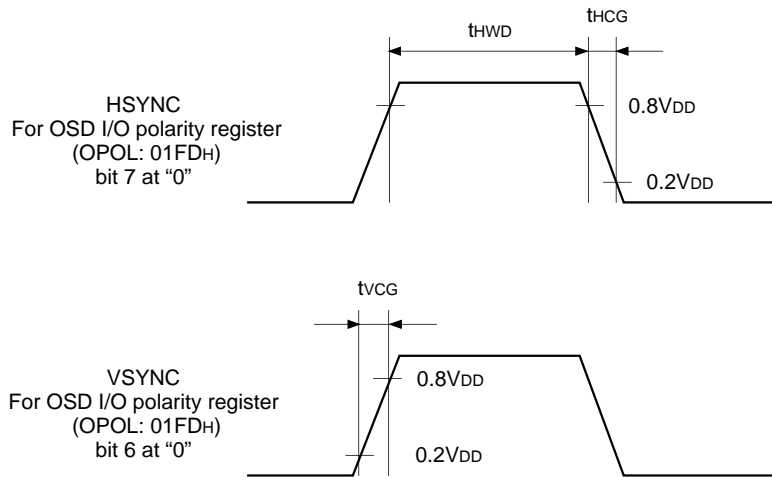 tHWD
tHCG
HSYNC
For OSD I/O polarity register
(OPOL: 01FDH)
bit 7 at “0”
0.8VDD
0.2VDD
tVCG
VSYNC
For OSD I/O polarity register
(OPOL: 01FDH)
bit 6 at “0”
0.8VDD
0.2VDD